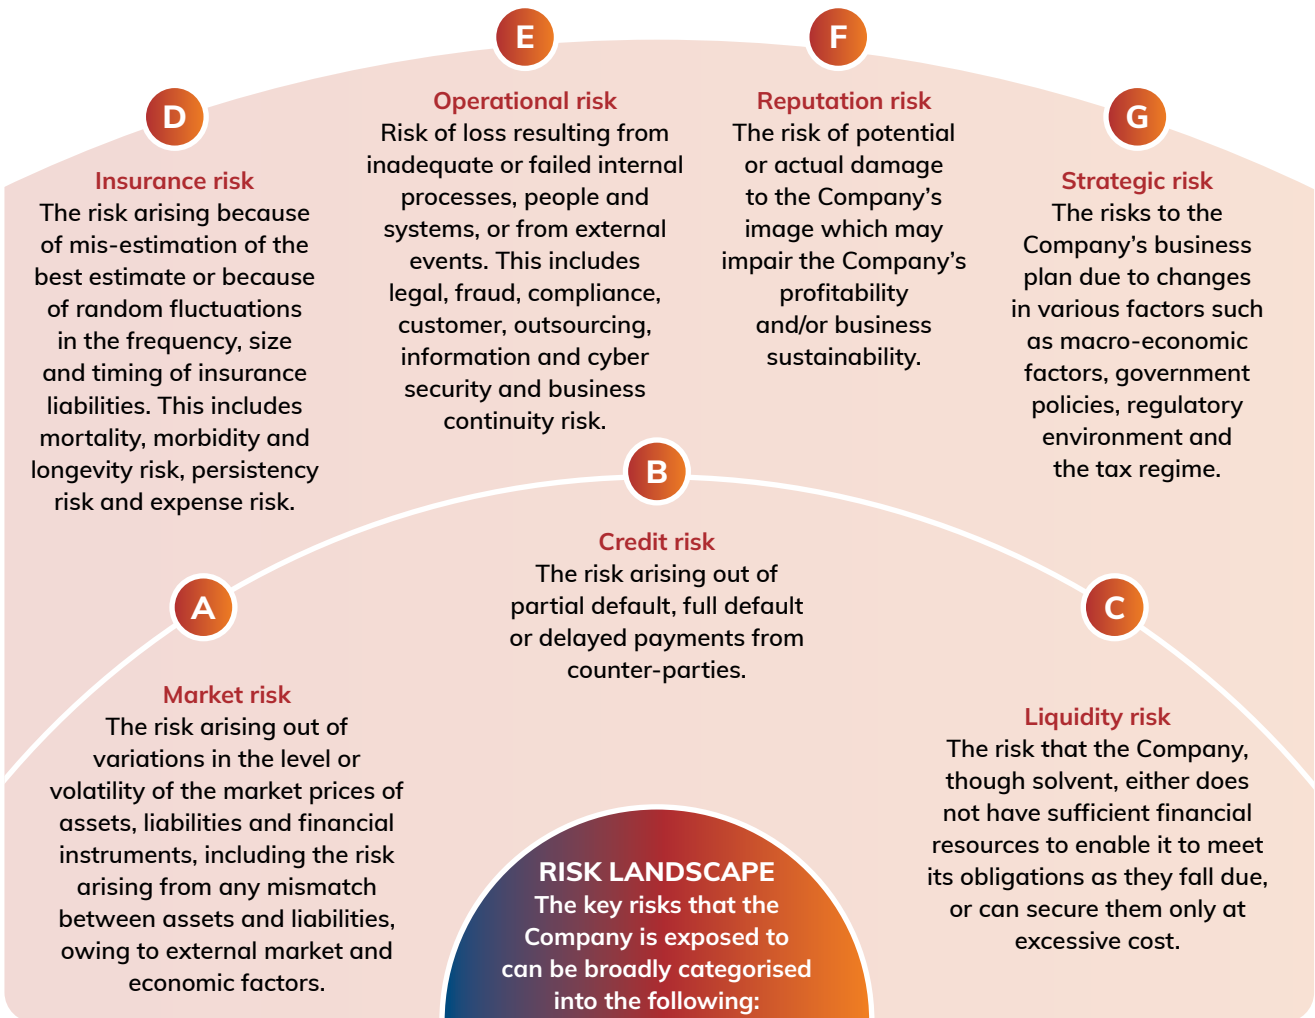 RISK LANDSCAPE
The key risks that the
Company is exposed to
can be broadly categorised
into the following:
A
Market risk
The risk arising out of
variations in the level or
volatility of the market prices of
assets, liabilities and financial
instruments, including the risk
arising from any mismatch
between assets and liabilities,
owing to external market and
economic factors.
B
Credit risk
The risk arising out of
partial default, full default
or delayed payments from
counter-parties.
C
Liquidity risk
The risk that the Company,
though solvent, either does
not have sufficient financial
resources to enable it to meet
its obligations as they fall due,
or can secure them only at
excessive cost.
D
Insurance risk
The risk arising because
of mis-estimation of the
best estimate or because
of random fluctuations
in the frequency, size
and timing of insurance
liabilities. This includes
mortality, morbidity and
longevity risk, persistency
risk and expense risk.
E
Operational risk
Risk of loss resulting from
inadequate or failed internal
processes, people and
systems, or from external
events. This includes
legal, fraud, compliance,
customer, outsourcing,
information and cyber
security and business
continuity risk.
F
Reputation risk
The risk of potential
or actual damage
to the Company's
image which may
impair the Company's
profitability
and/or business
sustainability.
G
Strategic risk
The risks to the
Company's business
plan due to changes
in various factors such
as macro-economic
factors, government
policies, regulatory
environment and
the tax regime.